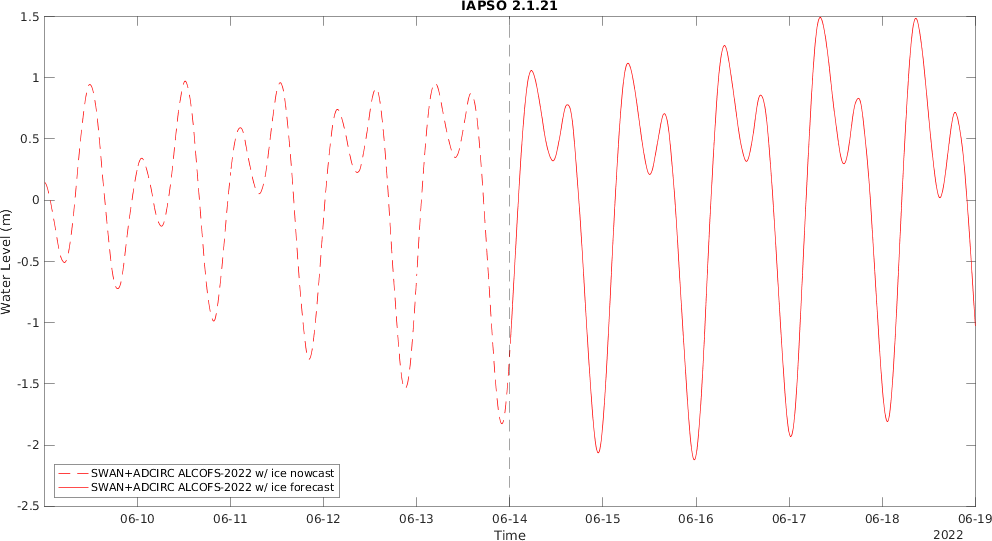 IAPSO 2.1.21
1.5
1
0.5
0
-0.5
-1
-1.5
-2
-2.5
Water Level (m)
SWAN+ADCIRC ALCOFS-2022 w/ ice nowcast
SWAN+ADCIRC ALCOFS-2022 w/ ice forecast
06-10 06-11 06-12 06-13 06-14 06-15 06-16 06-17 06-18 06-19
Time
2022